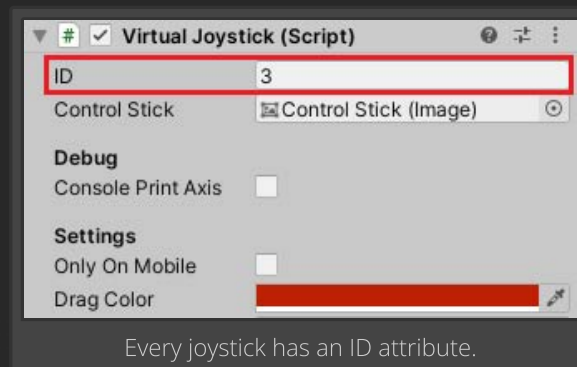 # Virtual Joystick (Script)
ID 3
Control Stick Control Stick (Image)
Debug
Console Print Axis
Settings
Only On Mobile
Drag Color
Every joystick has an ID attribute.